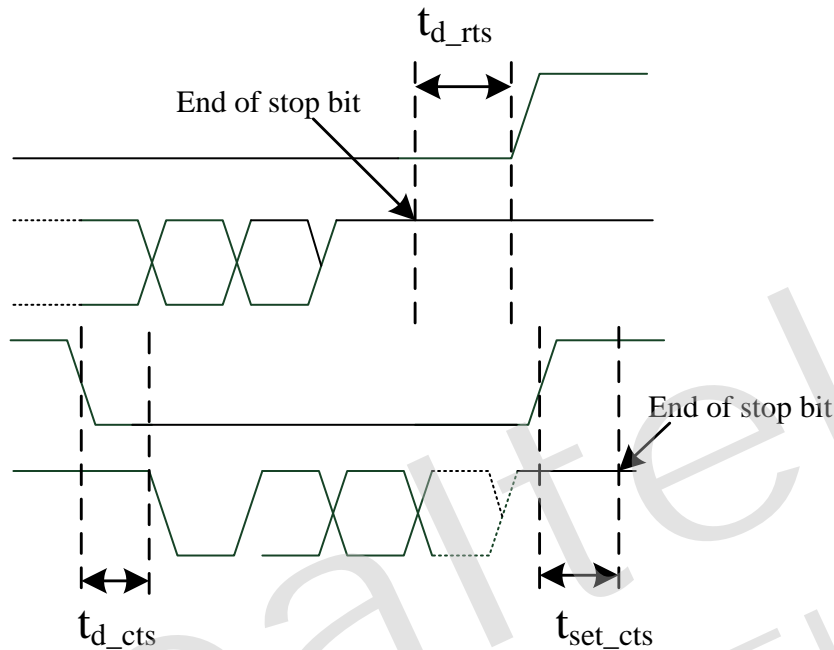 t_d_rts
End of stop bit
End of stop bit
t_d_cts
t_set_cts